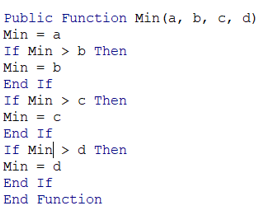 Public Function Min(a, b, c, d)
Min = a
If Min > b Then
Min = b
End If
If Min > c Then
Min = c
End If
If Min > d Then
Min = d
End If
End Function